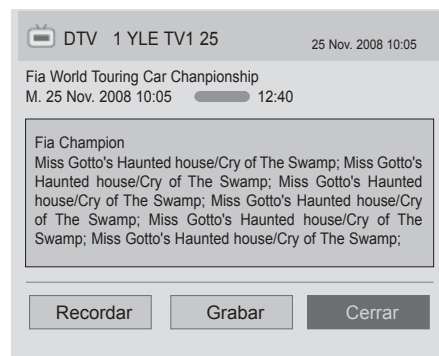 DTV 1 YLE TV1 25 25 Nov. 2008 10:05
Fia World Touring Car Chanpionship
M. 25 Nov. 2008 10:05 12:40
Fia Champion
Miss Gotto's Haunted house/Cry of The Swamp; Miss Gotto's
Haunted house/Cry of The Swamp; Miss Gotto's Haunted
house/Cry of The Swamp; Miss Gotto's Haunted house/Cry
of The Swamp; Miss Gotto's Haunted house/Cry of The
Swamp; Miss Gotto's Haunted house/Cry of The Swamp;
Recordar Grabar Cerrar